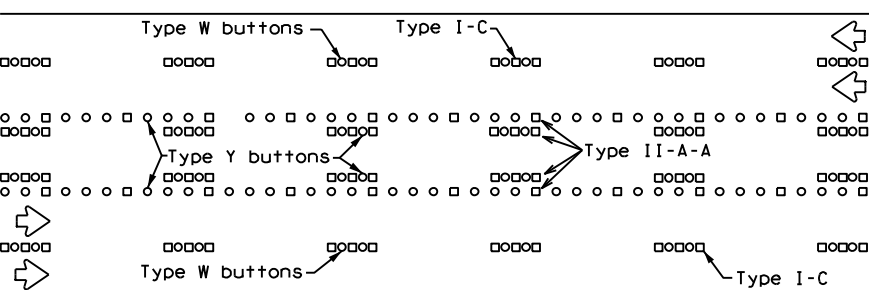 Type W buttons
Type I-C
Type Y buttons
Type II-A-A
Type W buttons
Type I-C